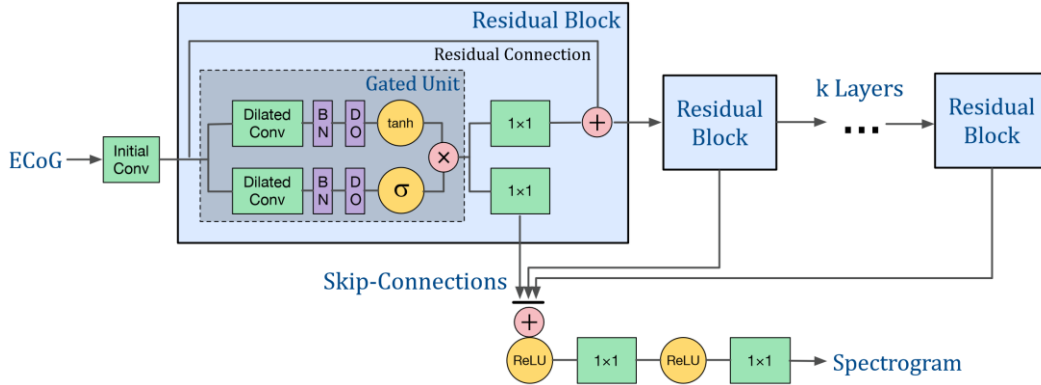 Residual Block
Residual Connection
Gated Unit
Dilated
Conv
B
N
D
O
tanh
×
1×1
+
Residual
Block
k Layers
...
Residual
Block
ECoG
Initial
Conv
Dilated
Conv
B
N
D
O
σ
1×1
Skip-Connections
+
ReLU
1×1
ReLU
1×1
Spectrogram